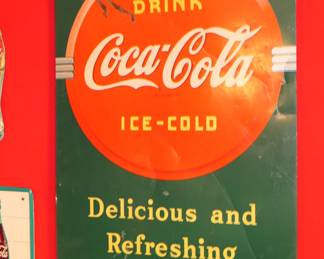 DRINK
Coca-Cola
ICE-COLD
Delicious and
Refreshing